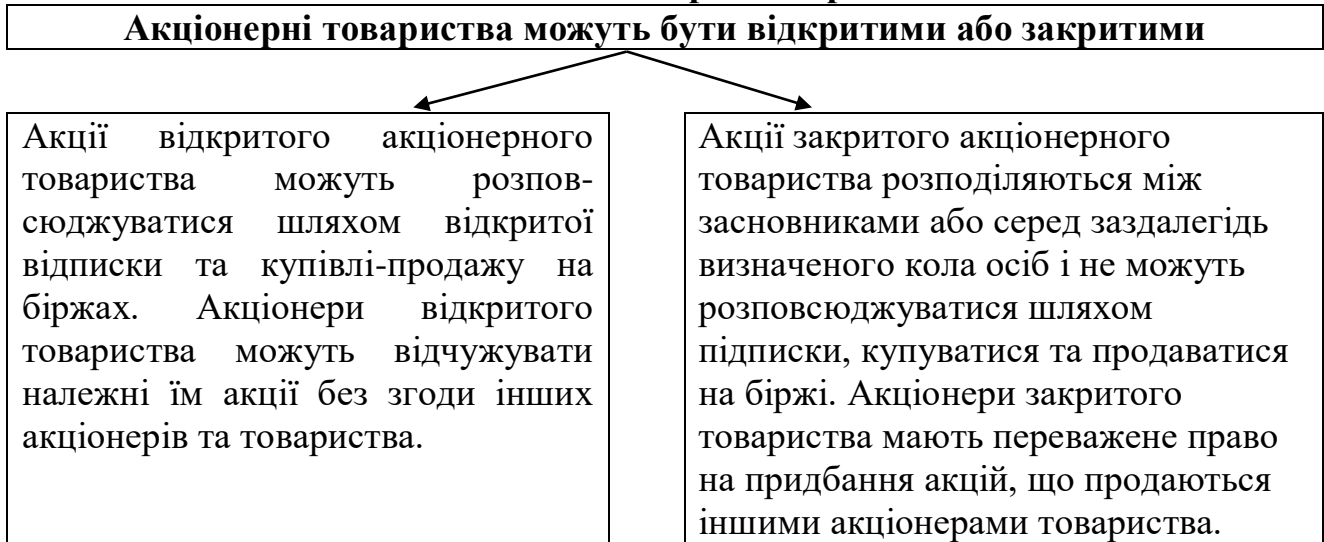 Акціонерні товариства можуть бути відкритими або закритими
Акції відкритого акціонерного
товариства можуть розпов-
сюджуватися шляхом відкритої
відписки та купівлі-продажу на
біржах. Акціонери відкритого
товариства можуть відчужувати
належні їм акції без згоди інших
акціонерів та товариства.
Акції закритого акціонерного
товариства розподіляються між
засновниками або серед заздалегідь
визначеного кола осіб і не можуть
розповсюджуватися шляхом
підписки, купуватися та продаватися
на біржі. Акціонери закритого
товариства мають переважене право
на придбання акцій, що продаються
іншими акціонерами товариства.